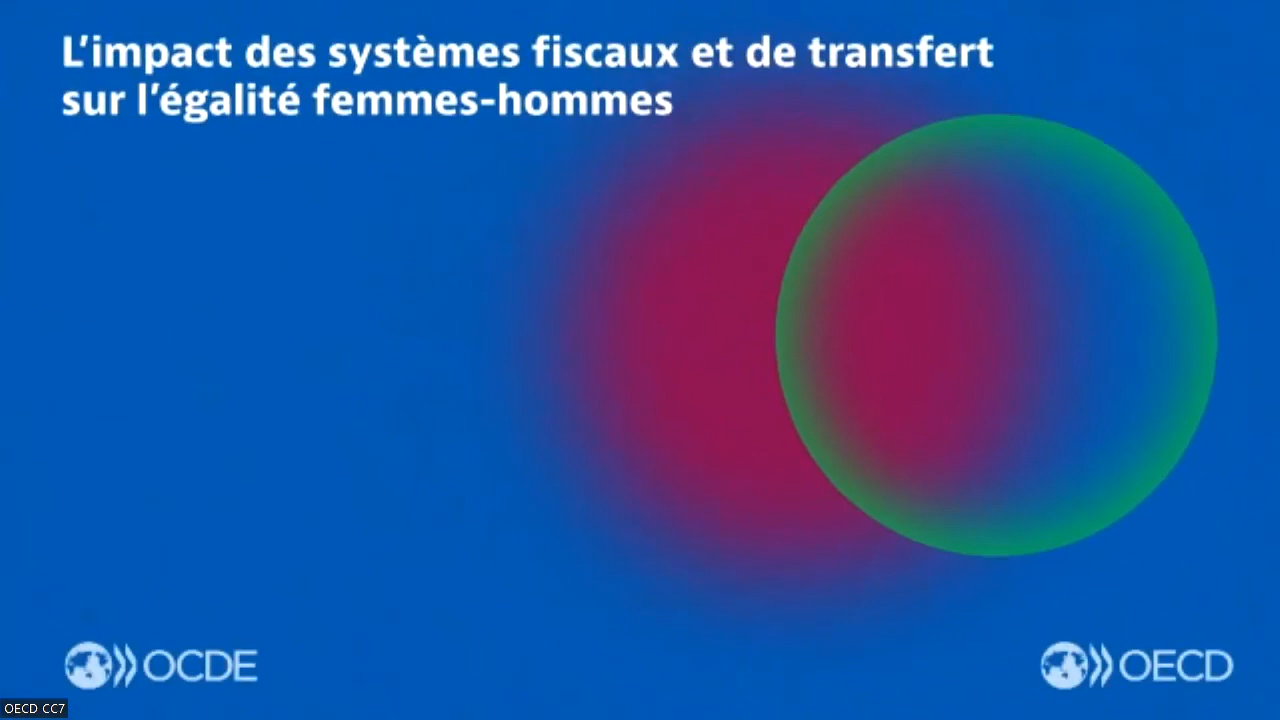 L'impact des systèmes fiscaux et de transfert
sur l'égalité femmes-hommes
OCDE
OECD
OECD CC7